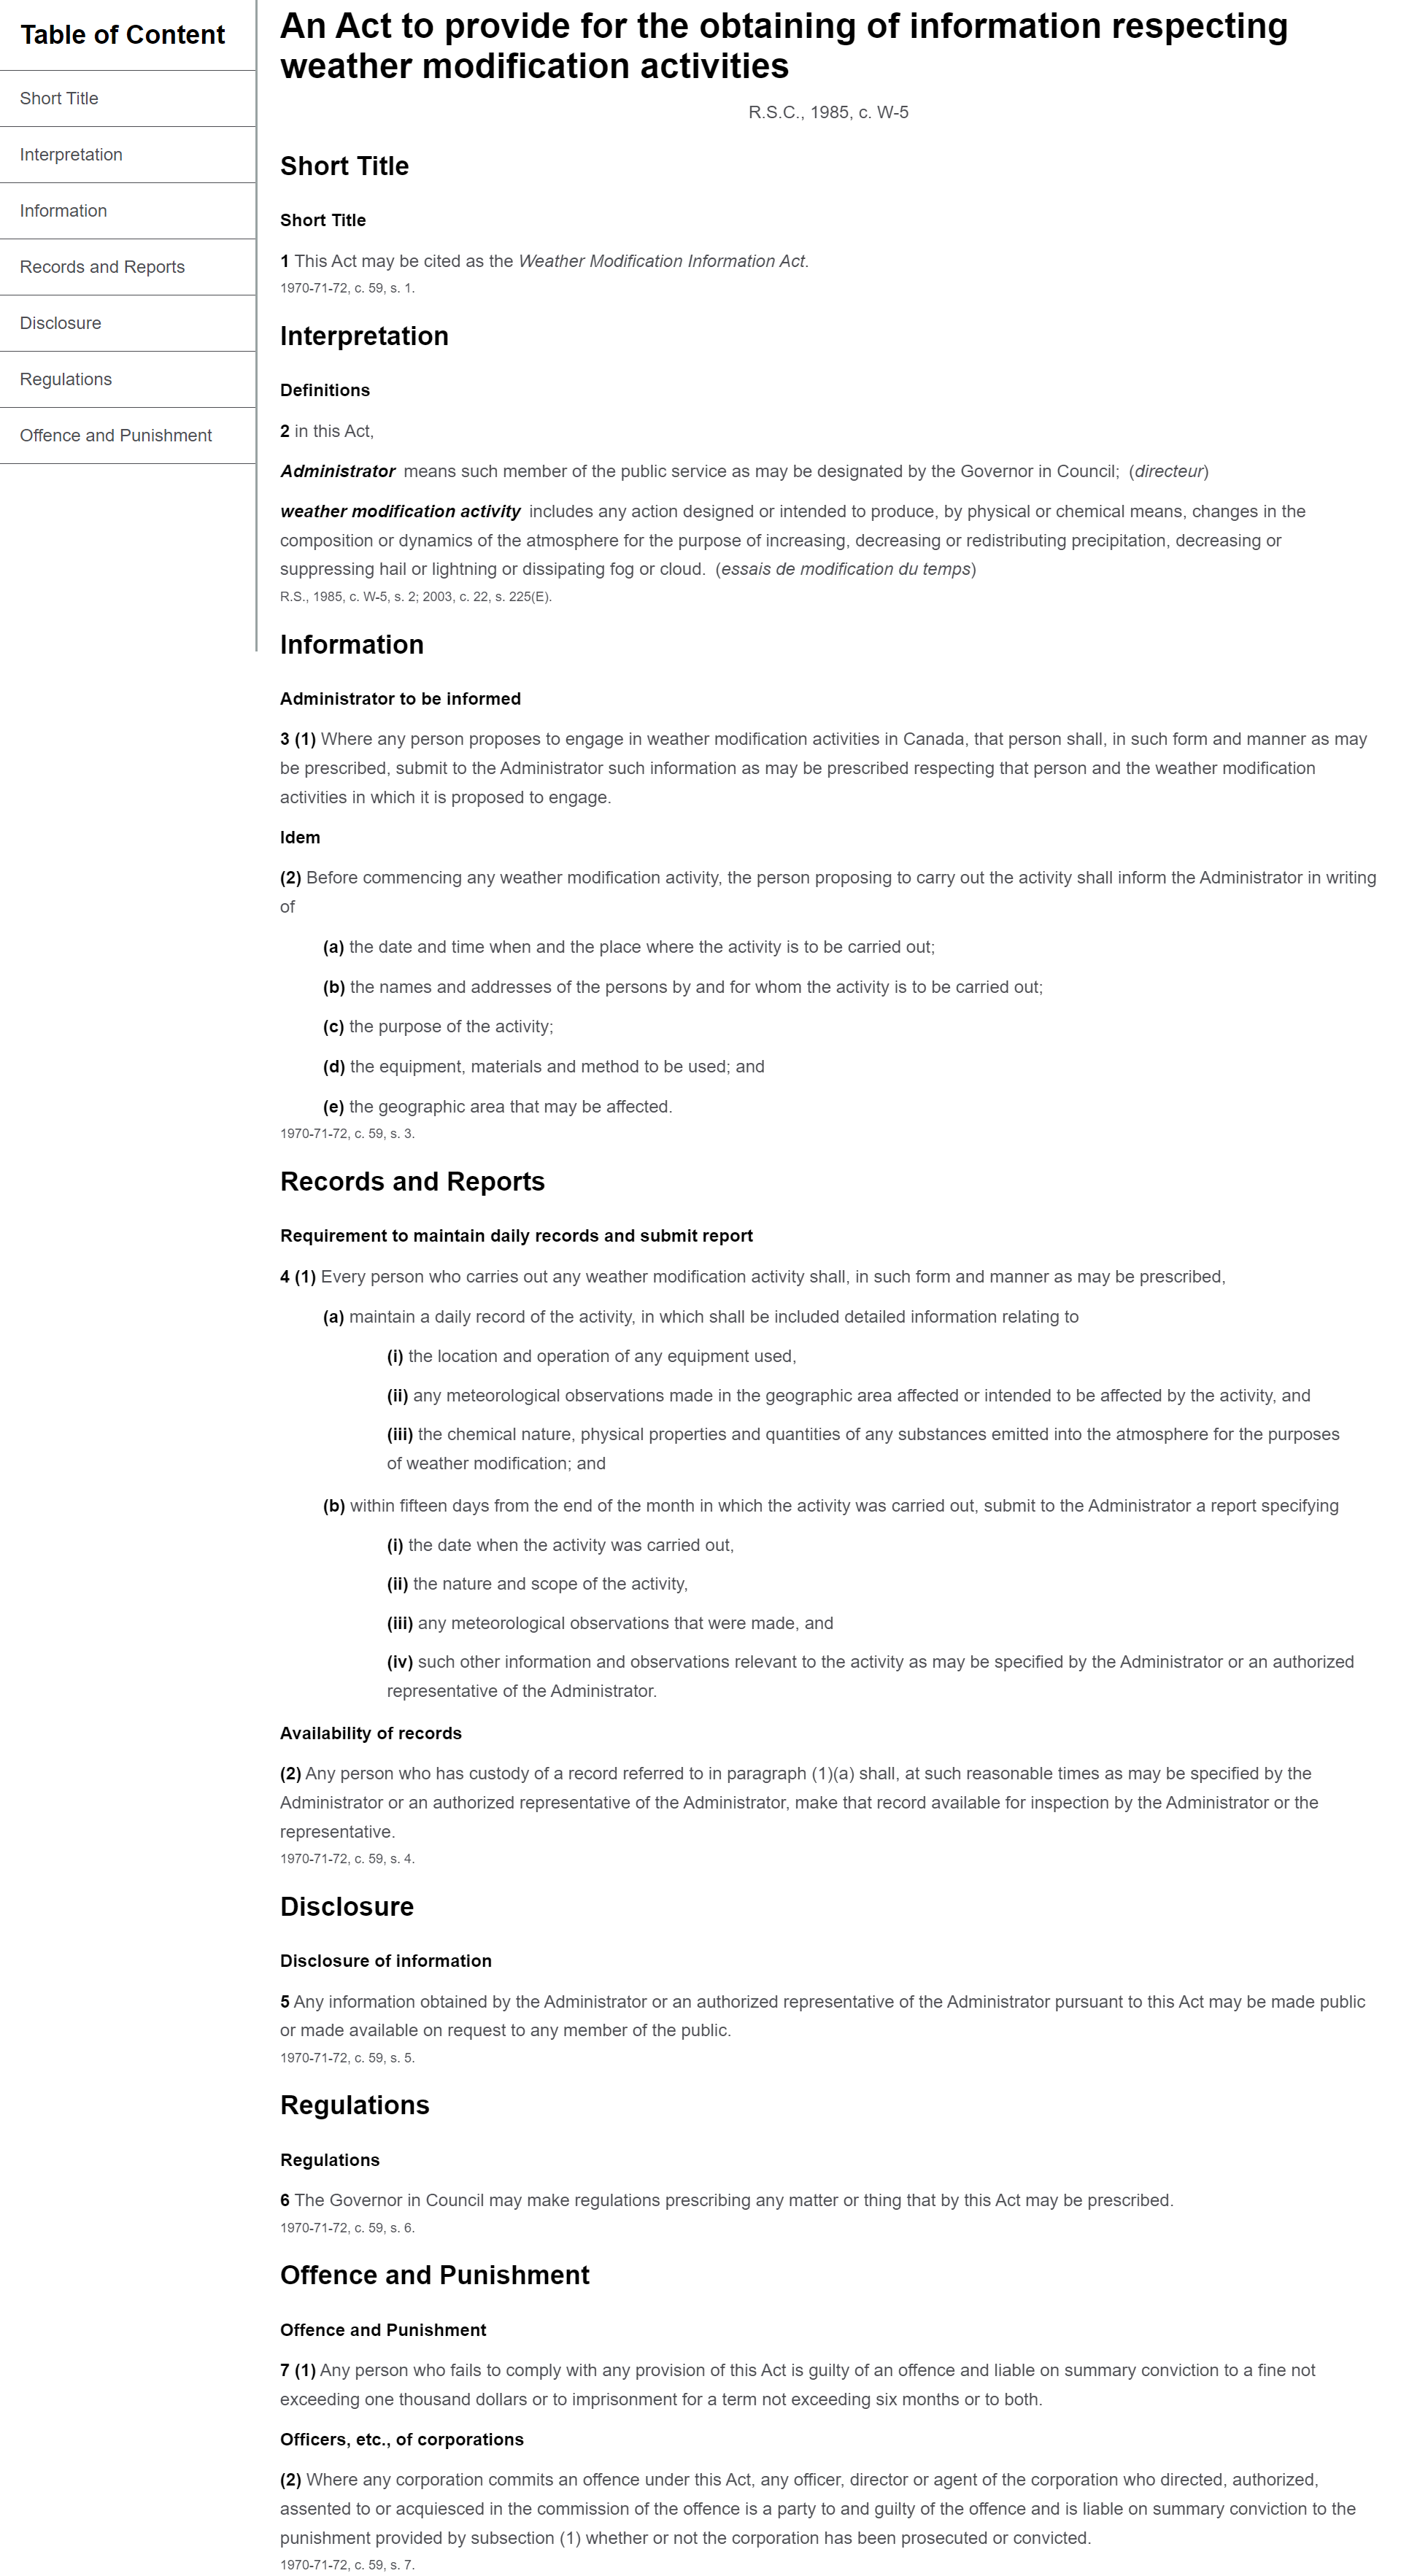 Table of Content
Short Title
Interpretation
Information
Records and Reports
Disclosure
Regulations
Offence and Punishment
An Act to provide for the obtaining of information respecting
weather modification activities
R.S.C., 1985, c. W-5
Short Title
Short Title
1 This Act may be cited as the Weather Modification Information Act.
1970-71-72, c. 59, s. 1.
Interpretation
Definitions
2 in this Act,
Administrator means such member of the public service as may be designated by the Governor in Council; (directeur)
weather modification activity includes any action designed or intended to produce, by physical or chemical means, changes in the
composition or dynamics of the atmosphere for the purpose of increasing, decreasing or redistributing precipitation, decreasing or
suppressing hail or lightning or dissipating fog or cloud. (essais de modification du temps)
R.S., 1985, c. W-5, s. 2; 2003, c. 22, s. 225(E).
Information
Administrator to be informed
3 (1) Where any person proposes to engage in weather modification activities in Canada, that person shall, in such form and manner as may
be prescribed, submit to the Administrator such information as may be prescribed respecting that person and the weather modification
activities in which it is proposed to engage.
Idem
(2) Before commencing any weather modification activity, the person proposing to carry out the activity shall inform the Administrator in writing
of
(a) the date and time when and the place where the activity is to be carried out;
(b) the names and addresses of the persons by and for whom the activity is to be carried out;
(c) the purpose of the activity;
(d) the equipment, materials and method to be used; and
(e) the geographic area that may be affected.
1970-71-72, c. 59, s. 3.
Records and Reports
Requirement to maintain daily records and submit report
4 (1) Every person who carries out any weather modification activity shall, in such form and manner as may be prescribed,
(a) maintain a daily record of the activity, in which shall be included detailed information relating to
(i) the location and operation of any equipment used,
(ii) any meteorological observations made in the geographic area affected or intended to be affected by the activity, and
(iii) the chemical nature, physical properties and quantities of any substances emitted into the atmosphere for the purposes
of weather modification; and
(b) within fifteen days from the end of the month in which the activity was carried out, submit to the Administrator a report specifying
(i) the date when the activity was carried out,
(ii) the nature and scope of the activity,
(iii) any meteorological observations that were made, and
(iv) such other information and observations relevant to the activity as may be specified by the Administrator or an authorized
representative of the Administrator.
Availability of records
(2) Any person who has custody of a record referred to in paragraph (1)(a) shall, at such reasonable times as may be specified by the
Administrator or an authorized representative of the Administrator, make that record available for inspection by the Administrator or the
representative.
1970-71-72, c. 59, s. 4.
Disclosure
Disclosure of information
5 Any information obtained by the Administrator or an authorized representative of the Administrator pursuant to this Act may be made public
or made available on request to any member of the public.
1970-71-72, c. 59, s. 5.
Regulations
Regulations
6 The Governor in Council may make regulations prescribing any matter or thing that by this Act may be prescribed.
1970-71-72, c. 59, s. 6.
Offence and Punishment
Offence and Punishment
7 (1) Any person who fails to comply with any provision of this Act is guilty of an offence and liable on summary conviction to a fine not
exceeding one thousand dollars or to imprisonment for a term not exceeding six months or to both.
Officers, etc., of corporations
(2) Where any corporation commits an offence under this Act, any officer, director or agent of the corporation who directed, authorized,
assented to or acquiesced in the commission of the offence is a party to and guilty of the offence and is liable on summary conviction to the
punishment provided by subsection (1) whether or not the corporation has been prosecuted or convicted.
1970-71-72, c. 59, s. 7.